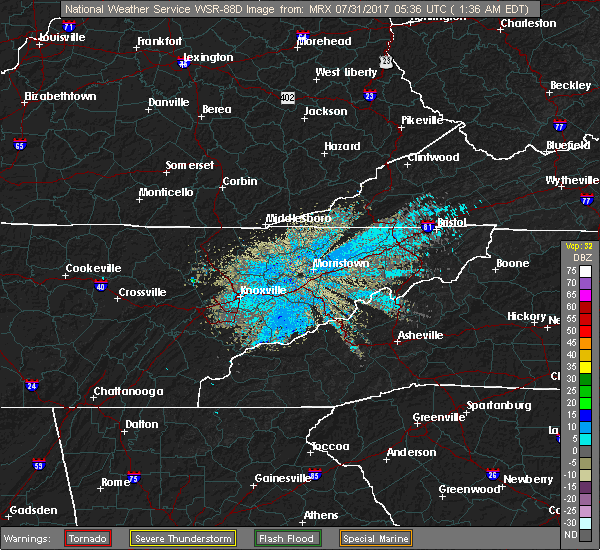 National Weather Service WSR-88D Image from: MRX 07/31/2017 05:36 UTC ( 1:36 AM EDT)
71
Charleston
Louisville
Frankfort
Morehead
64
Lexington
West liberty
23
Beckley
Elizabethtown
Danville
402
23
Berea
Jackson
Pikeville
77
65
Hazard
Bluefield
Somerset
Clintwood
Corbin
Wytheville
Monticello
77
Middlesboro
81
Bristol
Vcp: 32
DBZ
Cookeville
Morristown
Boone
75
40
Knoxville
70
Crossville
65
60
Hickory
Ne
55
Asheville
50
45
24
40
Chattanooga
35
Spartanburg
30
Dalton
Greenville
25
20
15
Toccoa
Anderson
10
59
5
75
85
26
Newberry
0
Rome
Gainesville
Greenwood
-5
-10
Gadsden
Athens
-15
-20
-25
-30
ND
Warnings:
Tornado
Severe Thunderstorm
Flash Flood
Special Marine